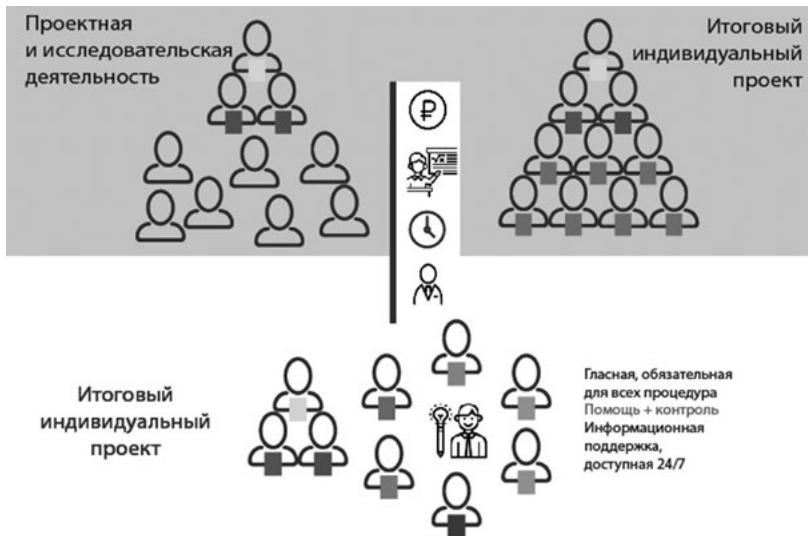 Проектная
и исследовательская
деятельность
Итоговый
индивидуальный
проект
₽
Итоговый
индивидуальный
проект
Гласная, обязательная
для всех процедура
Помощь + контроль
Информационная
поддержка,
доступная 24/7